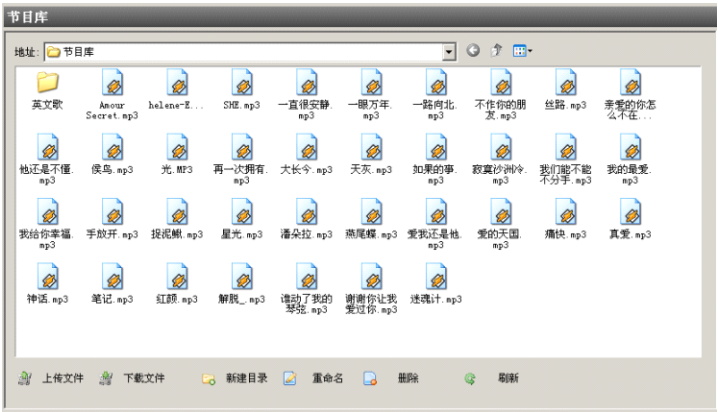 节目库
地址: 节目库
英文歌 Amour Secret.mp3 helene-E... SHE.mp3 一直很安静.mp3 一眼万年.mp3 一路向北.mp3 不作你的朋友.mp3 丝路.mp3 亲爱的你怎么不在...
他还是不懂.mp3 侯鸟.mp3 光.MP3 再一次拥有.mp3 大长今.mp3 天灰.mp3 如果的事.mp3 寂寞沙洲冷.mp3 我们能不能不分手.mp3 我的最爱.mp3
我给你幸福.mp3 手放开.mp3 捉泥鳅.mp3 星光.mp3 潘朵拉.mp3 燕尾蝶.mp3 爱我还是他.mp3 爱的天国.mp3 痛快.mp3 真爱.mp3
神话.mp3 笔记.mp3 红颜.mp3 解脱_.mp3 谁动了我的琴弦.mp3 谢谢你让我爱过你.mp3 迷魂计.mp3
上传文件 下载文件 新建目录 重命名 删除 刷新